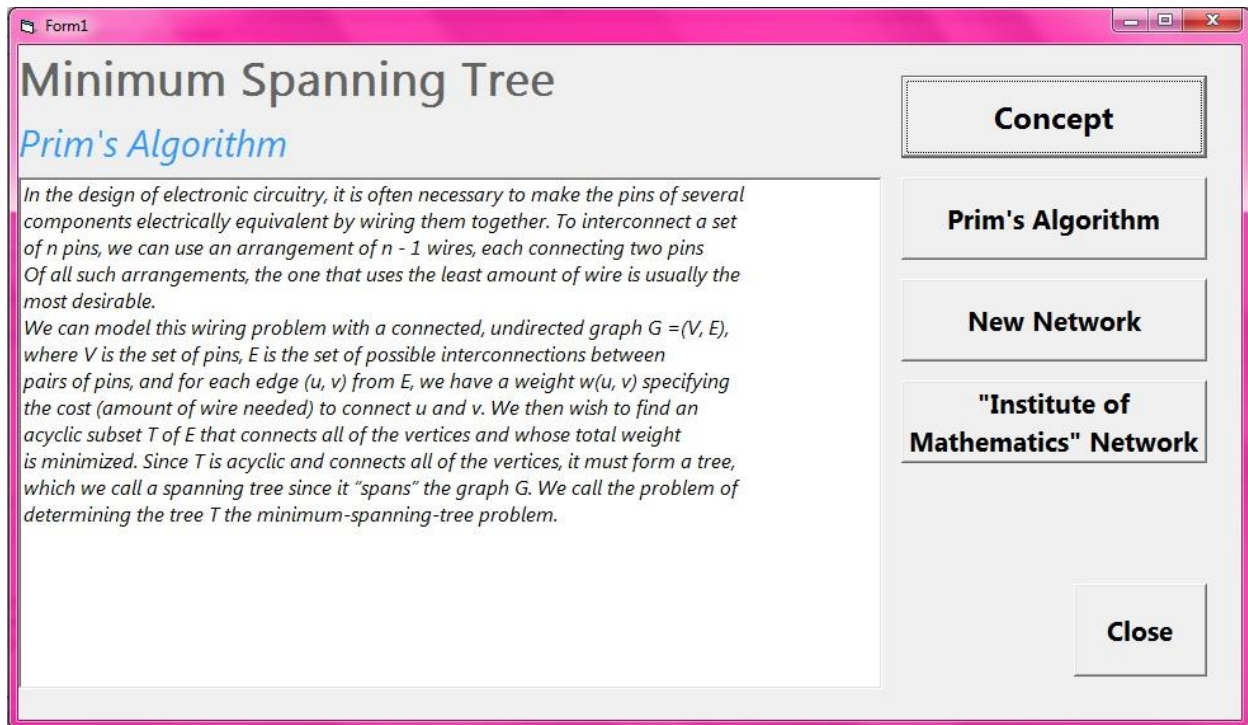 Form1
Minimum Spanning Tree
Prim's Algorithm
In the design of electronic circuitry, it is often necessary to make the pins of several
components electrically equivalent by wiring them together. To interconnect a set
of n pins, we can use an arrangement of n - 1 wires, each connecting two pins
Of all such arrangements, the one that uses the least amount of wire is usually the
most desirable.
We can model this wiring problem with a connected, undirected graph G =(V, E),
where V is the set of pins, E is the set of possible interconnections between
pairs of pins, and for each edge (u, v) from E, we have a weight w(u, v) specifying
the cost (amount of wire needed) to connect u and v. We then wish to find an
acyclic subset T of E that connects all of the vertices and whose total weight
is minimized. Since T is acyclic and connects all of the vertices, it must form a tree,
which we call a spanning tree since it “spans” the graph G. We call the problem of
determining the tree T the minimum-spanning-tree problem.
Concept
Prim's Algorithm
New Network
"Institute of
Mathematics" Network
Close